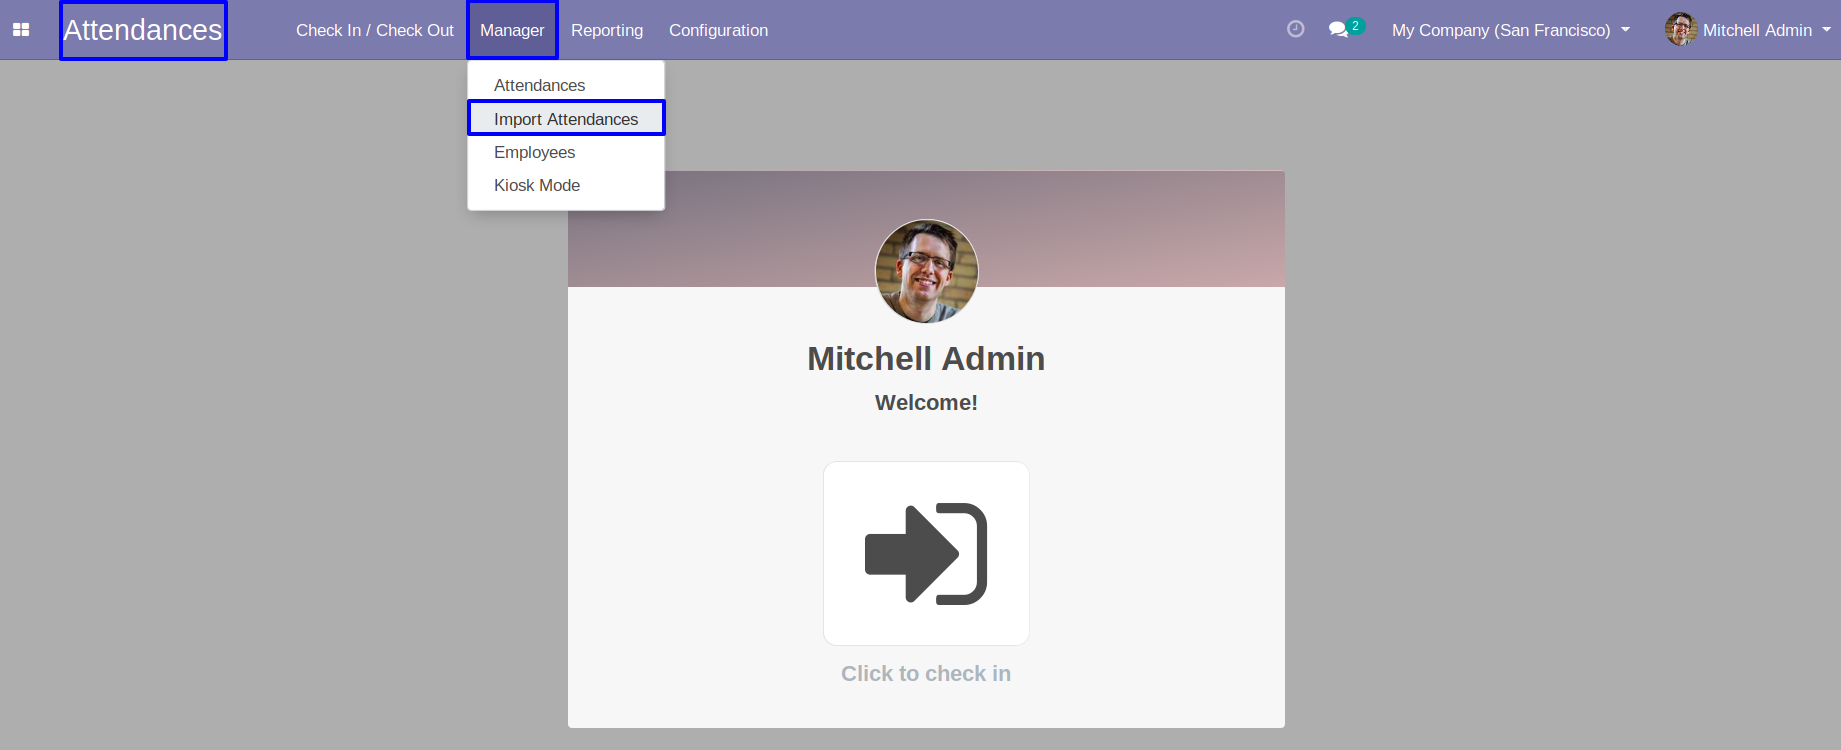 Attendances Check In / Check Out Manager Reporting Configuration 2 My Company (San Francisco) Mitchell Admin
Attendances
Import Attendances
Employees
Kiosk Mode
Mitchell Admin
Welcome!
Click to check in